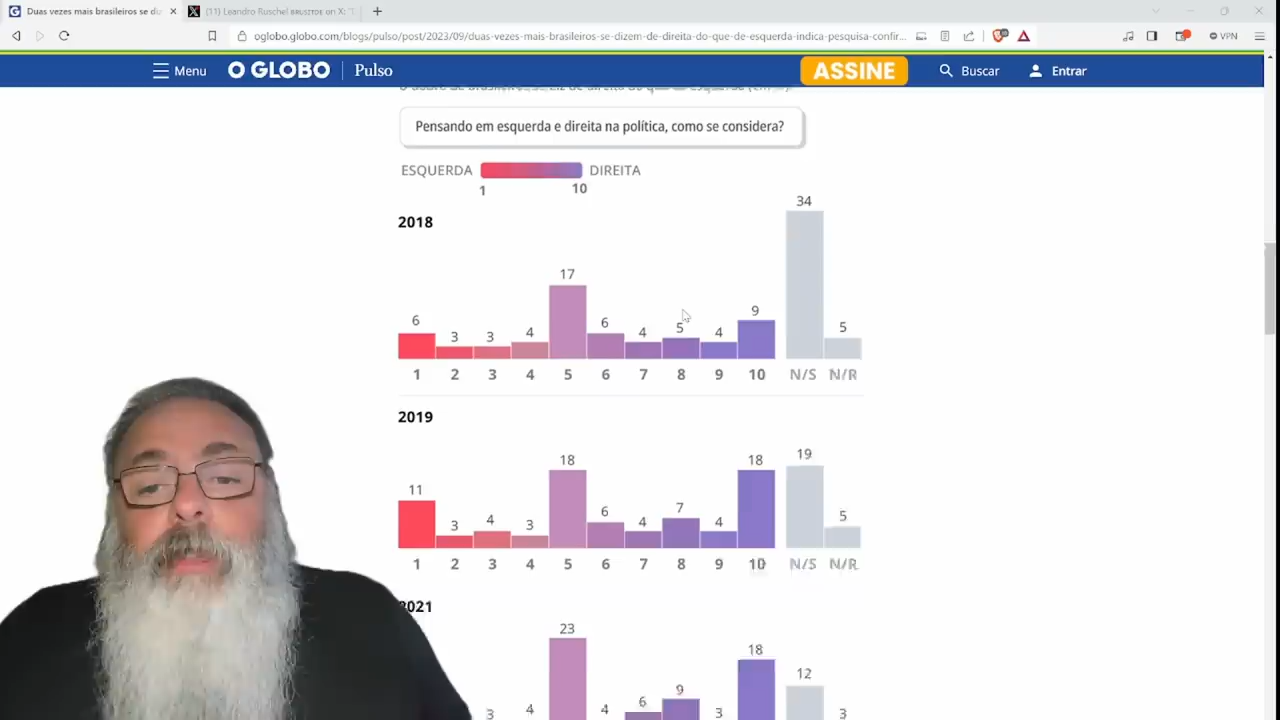 Duas vezes mais brasileiros se di
(11) Leandro Ruschel on X: "
oglobo.globo.com/blogs/pulso/post/2023/09/duas-vezes-mais-brasileiros-se-dizem-de-direita-do-que-de-esquerda-indica-pesquisa-confir...
VPN
Menu
O GLOBO
Pulso
ASSINE
Buscar
Entrar
Pensando em esquerda e direita na política, como se considera?
ESQUERDA
DIREITA
1 10
2018
6 3 3 4 17 6 4 5 4 9 34 5
1 2 3 4 5 6 7 8 9 10 N/S N/R
2019
11 3 4 3 18 6 4 7 4 18 19 5
1 2 3 4 5 6 7 8 9 10 N/S N/R
2021
3 4 23 4 6 9 3 18 12 3